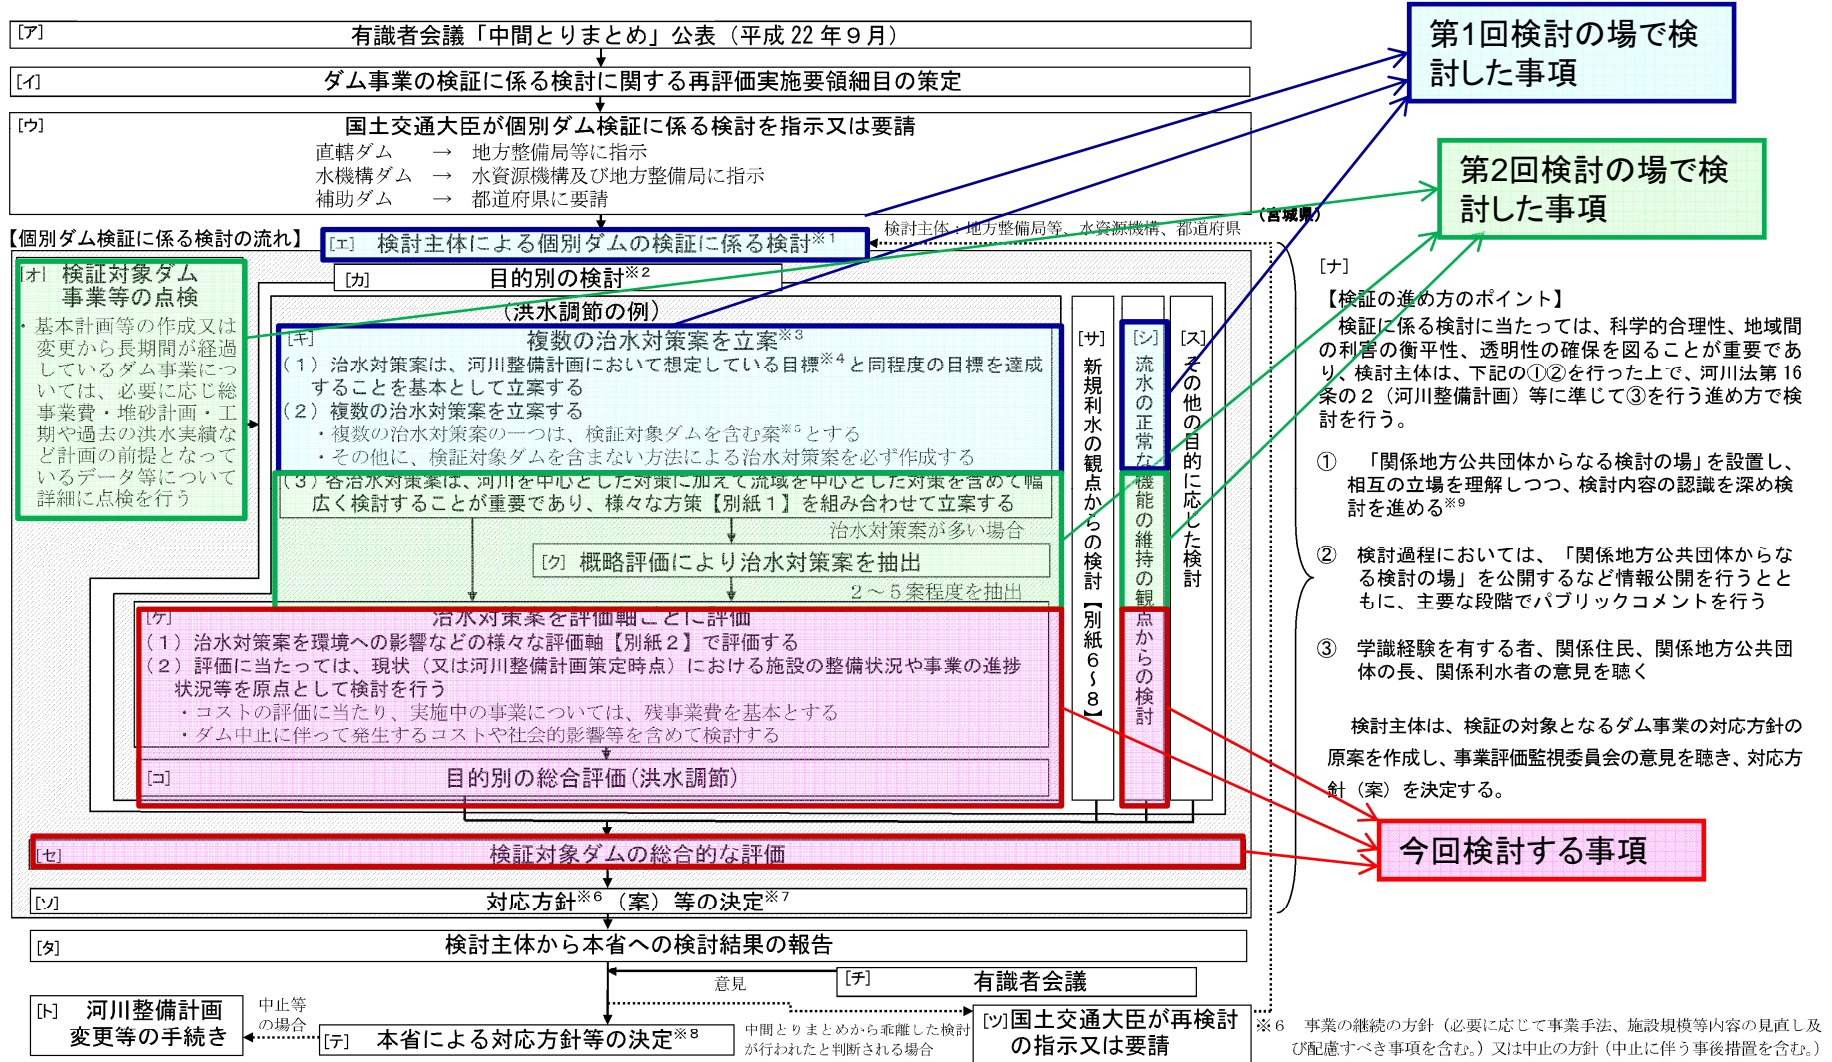 [ア] 有識者会議「中間とりまとめ」公表（平成22年９月）
[イ] ダム事業の検証に係る検討に関する再評価実施要領細目の策定
[ウ] 国土交通大臣が個別ダム検証に係る検討を指示又は要請
直轄ダム → 地方整備局等に指示
水機構ダム → 水資源機構及び地方整備局に指示
補助ダム → 都道府県に要請
第1回検討の場で検
討した事項
第2回検討の場で検
討した事項
（宮城県）
検討主体：地方整備局等、水資源機構、都道府県
【個別ダム検証に係る検討の流れ】
[エ] 検討主体による個別ダムの検証に係る検討※1
[オ] 検証対象ダム
事業等の点検
・基本計画等の作成又は
変更から長期間が経過
しているダム事業につ
いては、必要に応じ総
事業費・堆砂計画・工
期や過去の洪水実績な
ど計画の前提となって
いるデータ等について
詳細に点検を行う
[カ] 目的別の検討※2
（洪水調節の例）
[キ] 複数の治水対策案を立案※3
（１）治水対策案は、河川整備計画において想定している目標※4と同程度の目標を達成
することを基本として立案する
（２）複数の治水対策案を立案する
・複数の治水対策案の一つは、検証対象ダムを含む案※5とする
・その他に、検証対象ダムを含まない方法による治水対策案を必ず作成する
（３）各治水対策案は、河川を中心とした対策に加えて流域を中心とした対策を含めて幅
広く検討することが重要であり、様々な方策【別紙１】を組み合わせて立案する
治水対策案が多い場合
[ク] 概略評価により治水対策案を抽出
２～５案程度を抽出
[ケ] 治水対策案を評価軸ごとに評価
（１）治水対策案を環境への影響などの様々な評価軸【別紙２】で評価する
（２）評価に当たっては、現状（又は河川整備計画策定時点）における施設の整備状況や事業の進捗
状況等を原点として検討を行う
・コストの評価に当たり、実施中の事業については、残事業費を基本とする
・ダム中止に伴って発生するコストや社会的影響等を含めて検討する
[コ] 目的別の総合評価（洪水調節）
[サ] 新規利水の観点からの検討【別紙６～８】
[シ] 流水の正常な機能の維持の観点からの検討
[ス] その他の目的に応じた検討
[セ] 検証対象ダムの総合的な評価
[ソ] 対応方針※6（案）等の決定※7
[タ] 検討主体から本省への検討結果の報告
意見
[チ] 有識者会議
[ト] 河川整備計画
変更等の手続き
中止等
の場合
[テ] 本省による対応方針等の決定※8
中間とりまとめから乖離した検討
が行われたと判断される場合
[ツ]国土交通大臣が再検討
の指示又は要請
[ナ]
【検証の進め方のポイント】
検証に係る検討に当たっては、科学的合理性、地域間
の利害の衡平性、透明性の確保を図ることが重要であ
り、検討主体は、下記の①②を行った上で、河川法第16
条の２（河川整備計画）等に準じて③を行う進め方で検
討を行う。
① 「関係地方公共団体からなる検討の場」を設置し、
相互の立場を理解しつつ、検討内容の認識を深め検
討を進める※9
② 検討過程においては、「関係地方公共団体からな
る検討の場」を公開するなど情報公開を行うとと
もに、主要な段階でパブリックコメントを行う
③ 学識経験を有する者、関係住民、関係地方公共団
体の長、関係利水者の意見を聴く
検討主体は、検証の対象となるダム事業の対応方針の
原案を作成し、事業評価監視委員会の意見を聴き、対応方
針（案）を決定する。
今回検討する事項
※６ 事業の継続の方針（必要に応じて事業手法、施設規模等内容の見直し及
び配慮すべき事項を含む。）又は中止の方針（中止に伴う事後措置を含む。）